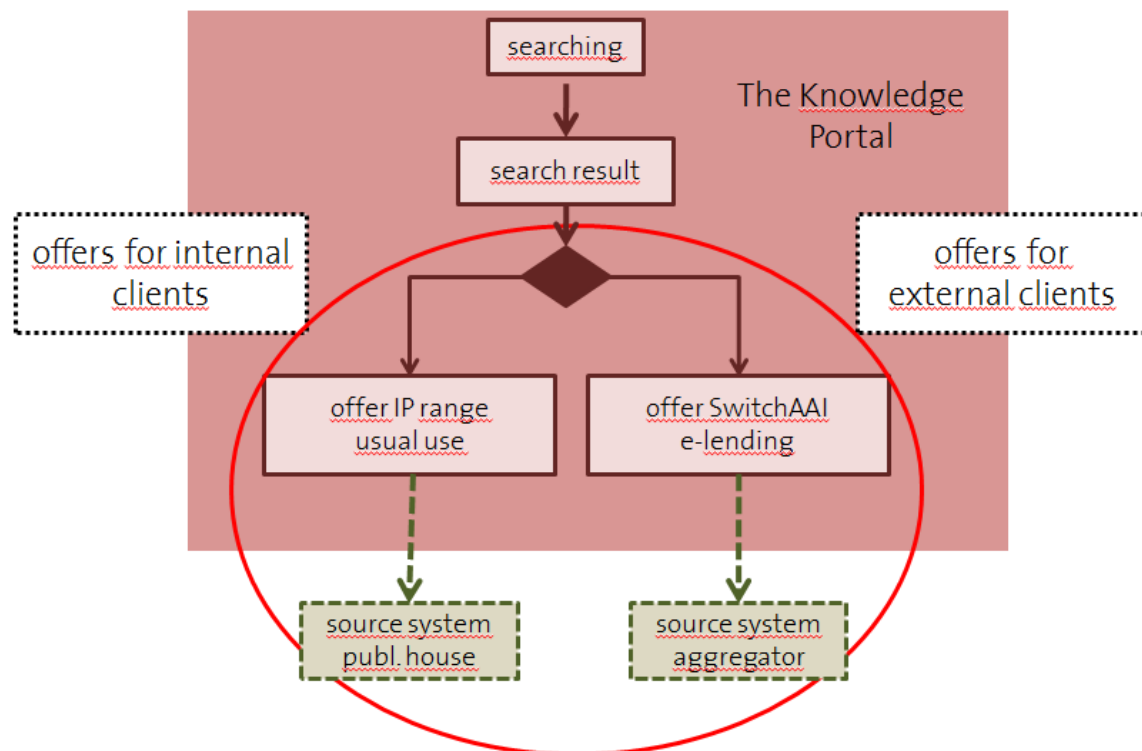 searching
The Knowledge
Portal
search result
offers for internal
clients
offers for
external clients
offer IP range
usual use
offer SwitchAAI
e-lending
source system
publ. house
source system
aggregator